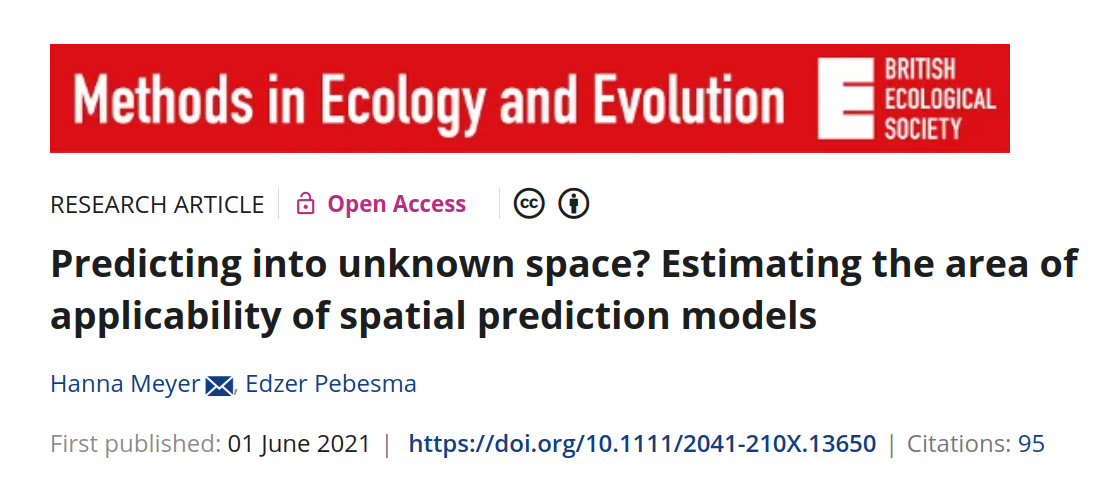 Methods in Ecology and Evolution
BRITISH
ECOLOGICAL
SOCIETY
RESEARCH ARTICLE | Open Access | cc
Predicting into unknown space? Estimating the area of
applicability of spatial prediction models
Hanna Meyer, Edzer Pebesma
First published: 01 June 2021 | https://doi.org/10.1111/2041-210X.13650 | Citations: 95